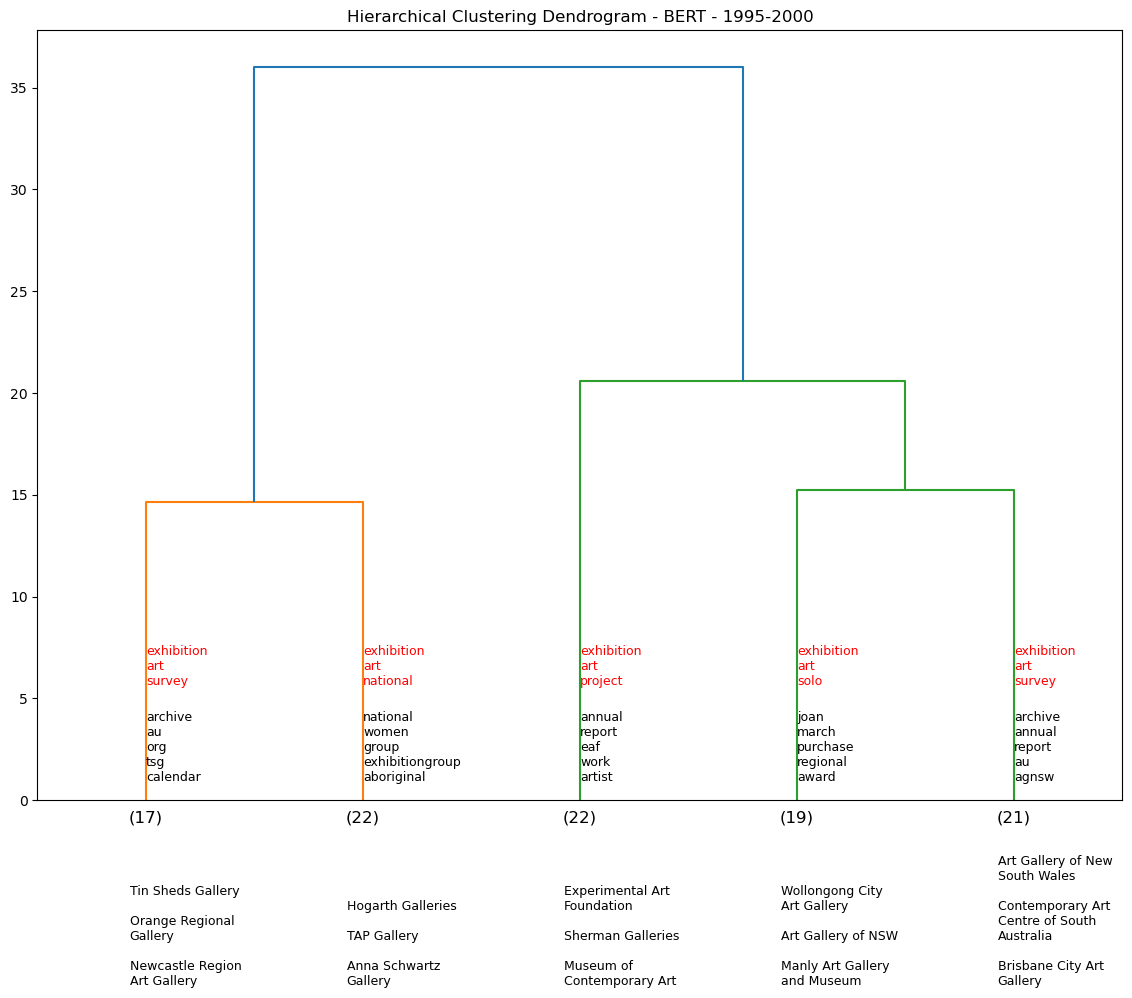 Hierarchical Clustering Dendrogram - BERT - 1995-2000
35
30
25
20
15
10
5
0
exhibition
art
survey
archive
au
org
tsg
calendar
exhibition
art
national
national
women
group
exhibitiongroup
aboriginal
exhibition
art
project
annual
report
eaf
work
artist
exhibition
art
solo
joan
march
purchase
regional
award
exhibition
art
survey
archive
annual
report
au
agnsw
(17)
(22)
(22)
(19)
(21)
Tin Sheds Gallery
Orange Regional
Gallery
Newcastle Region
Art Gallery
Hogarth Galleries
TAP Gallery
Anna Schwartz
Gallery
Experimental Art
Foundation
Sherman Galleries
Museum of
Contemporary Art
Wollongong City
Art Gallery
Art Gallery of NSW
Manly Art Gallery
and Museum
Art Gallery of New
South Wales
Contemporary Art
Centre of South
Australia
Brisbane City Art
Gallery